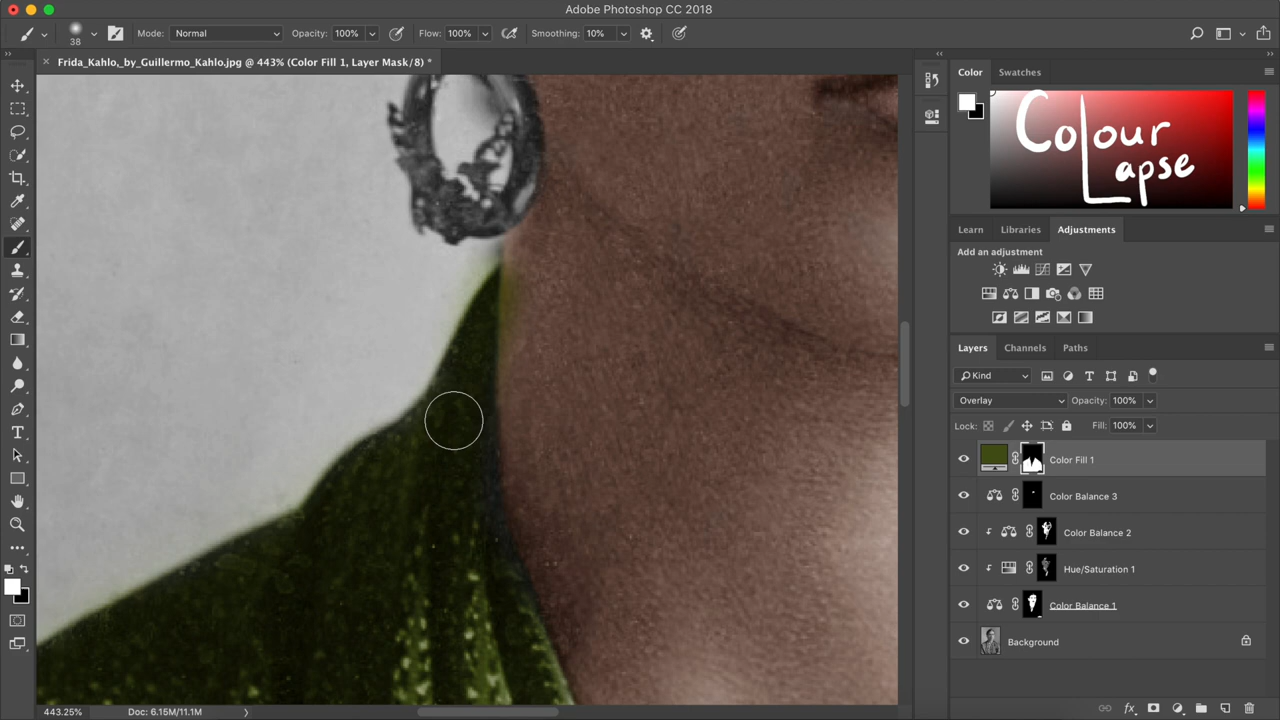 Adobe Photoshop CC 2018
38
Mode: Normal
Opacity: 100%
Flow: 100%
Smoothing: 10%
Frida_Kahlo,_by_Guillermo_Kahlo.jpg @ 443% (Color Fill 1, Layer Mask/8) *
Color Swatches
Colour
Lapse
Learn Libraries Adjustments
Add an adjustment
Layers Channels Paths
Kind
Overlay Opacity: 100%
Lock: Fill: 100%
Color Fill 1
Color Balance 3
Color Balance 2
Hue/Saturation 1
Color Balance 1
Background
443.25% Doc: 6.15M/11.1M